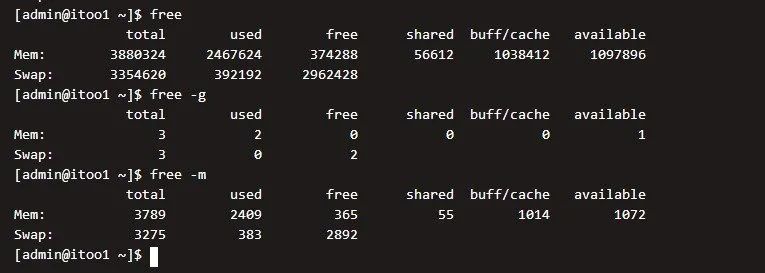 [admin@itoo1 ~]$ free
total used free shared buff/cache available
Mem: 3880324 2467624 374288 56612 1038412 1097896
Swap: 3354620 392192 2962428
[admin@itoo1 ~]$ free -g
total used free shared buff/cache available
Mem: 3 2 0 0 0 1
Swap: 3 0 2
[admin@itoo1 ~]$ free -m
total used free shared buff/cache available
Mem: 3789 2409 365 55 1014 1072
Swap: 3275 383 2892
[admin@itoo1 ~]$